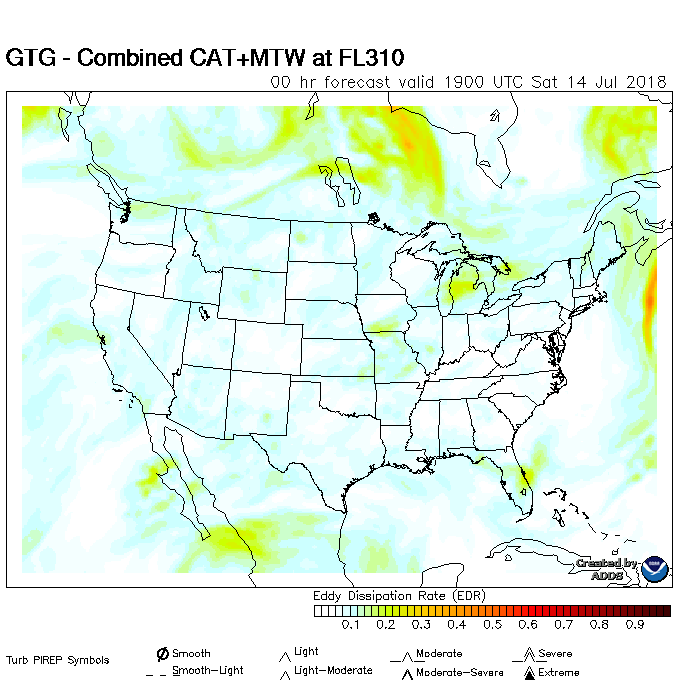 GTG - Combined CAT+MTW at FL310
00 hr forecast valid 1900 UTC Sat 14 Jul 2018
Created by
ADDS
Eddy Dissipation Rate (EDR)
0.1 0.2 0.3 0.4 0.5 0.6 0.7 0.8 0.9
Turb PIREP Symbols
Smooth Light Moderate Severe
Smooth-Light Light-Moderate Moderate-Severe Extreme